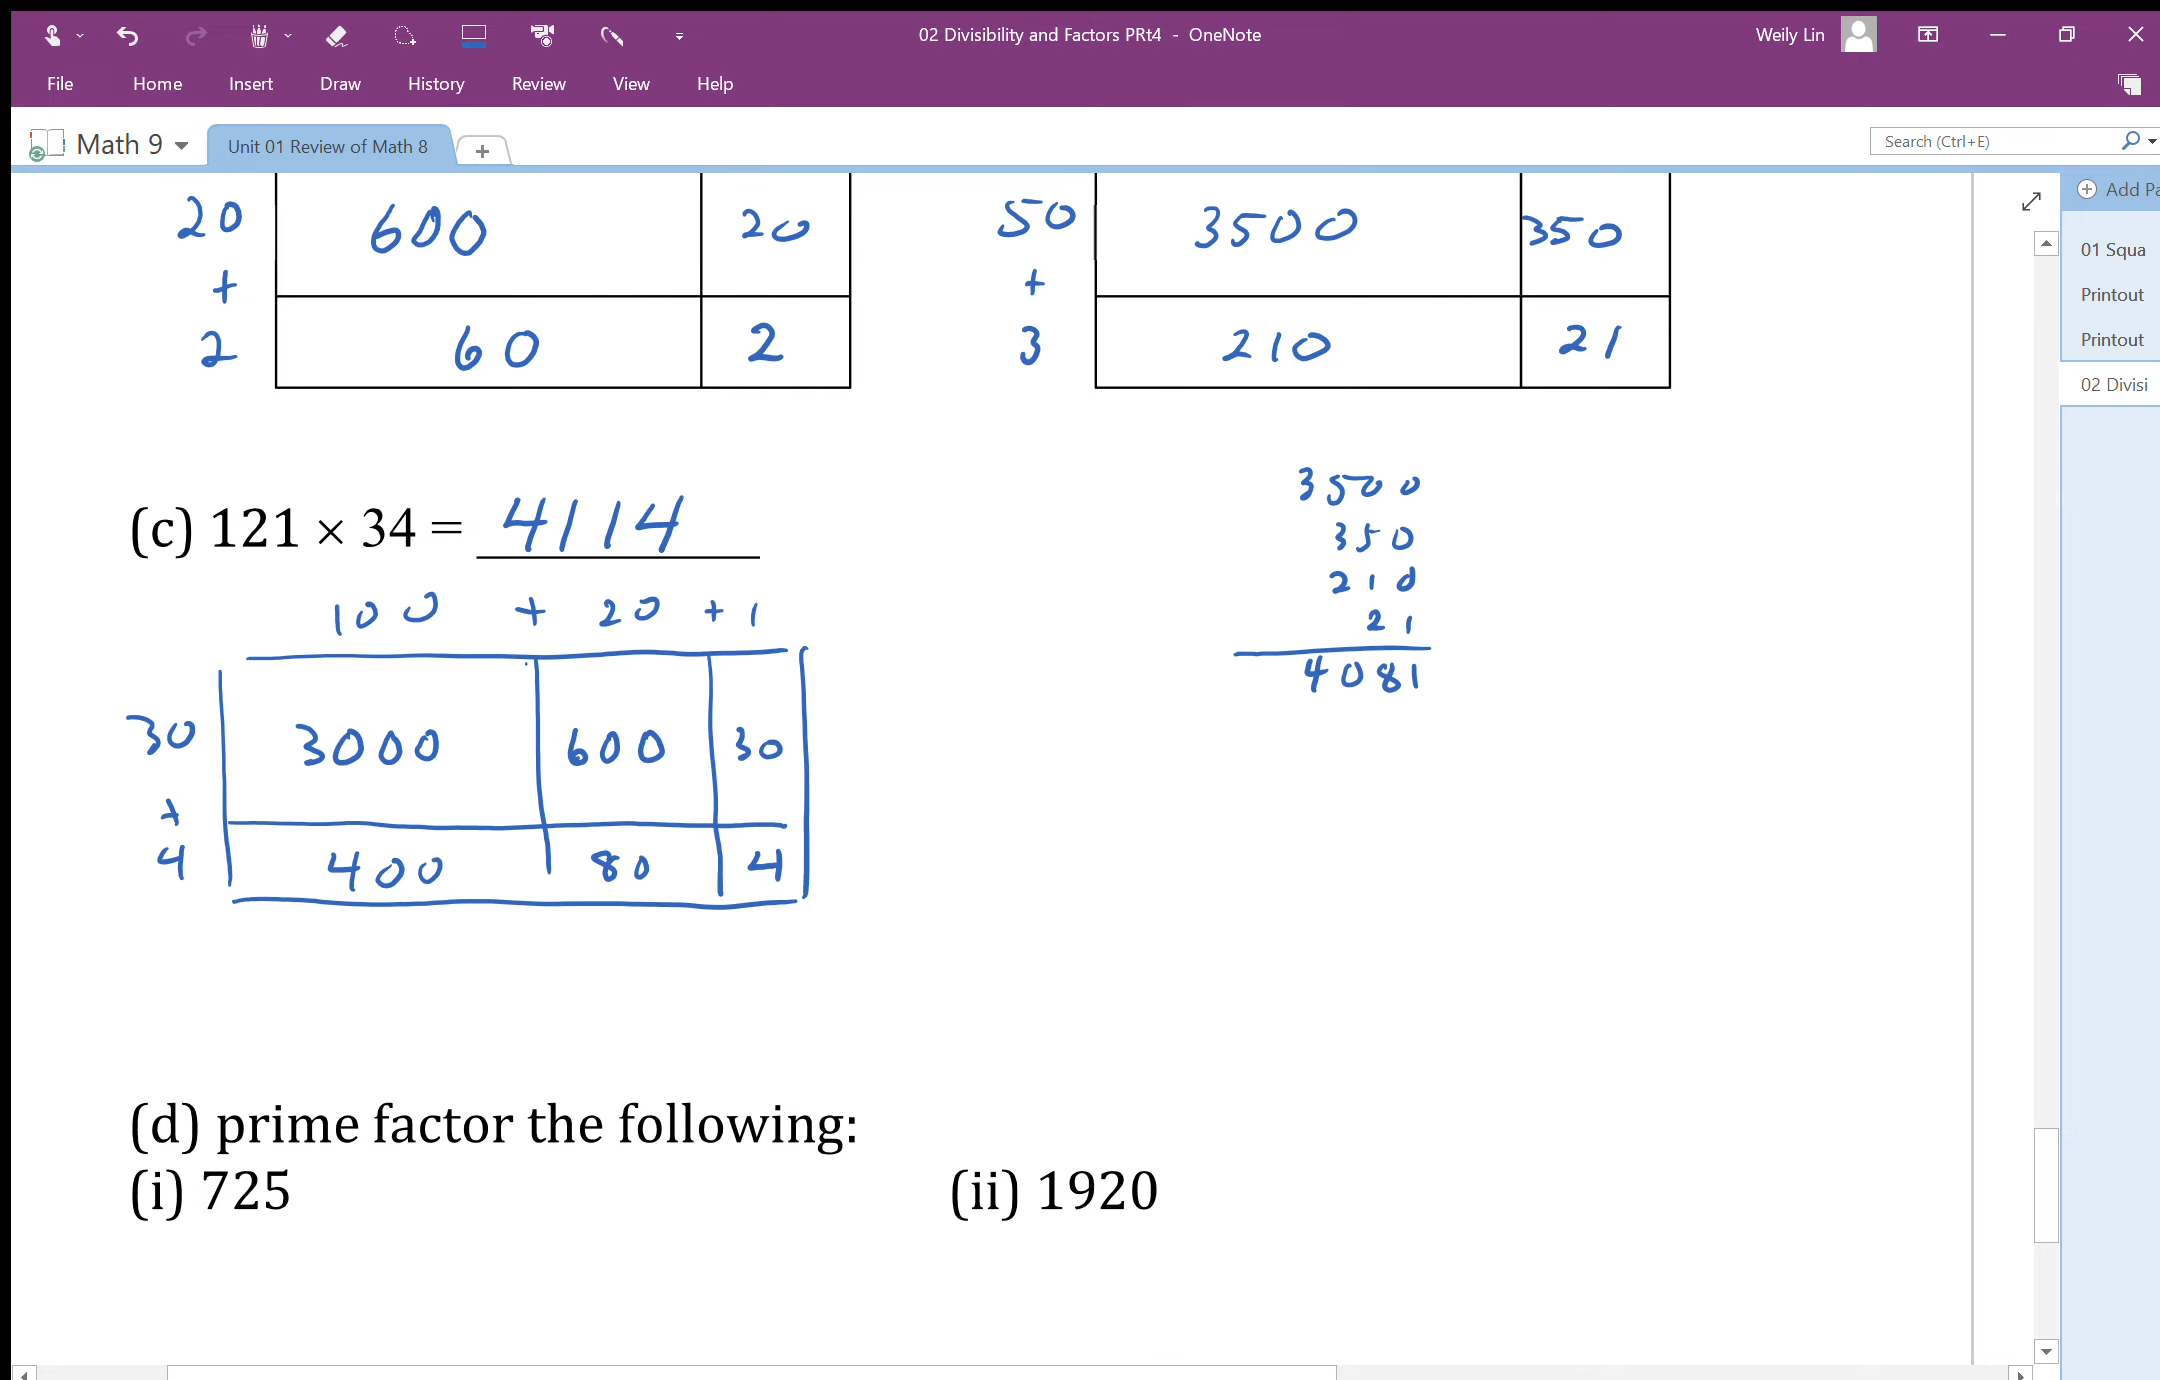 02 Divisibility and Factors PRt4 - OneNote
Weily Lin
File Home Insert Draw History Review View Help
Math 9
Unit 01 Review of Math 8
Search (Ctrl+E)
Add Pa
01 Squa
Printout
Printout
02 Divisi
20 600 20
+
2 60 2
50 3500 350
+
3 210 21
3500
350
210
21
4081
(c) 121 × 34 = 4114
100 + 20 + 1
30 3000 600 30
+
4 400 80 4
(d) prime factor the following:
(i) 725
(ii) 1920